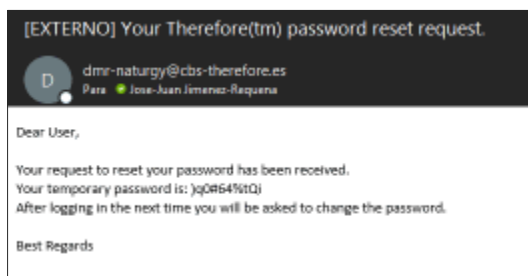 [EXTERNO] Your Therefore(tm) password reset request.
D
dmr-naturgy@cbs-therefore.es
Para Jose-Juan Jimenez-Requena
Dear User,
Your request to reset your password has been received.
Your temporary password is: )q0#64%tQi
After logging in the next time you will be asked to change the password.
Best Regards